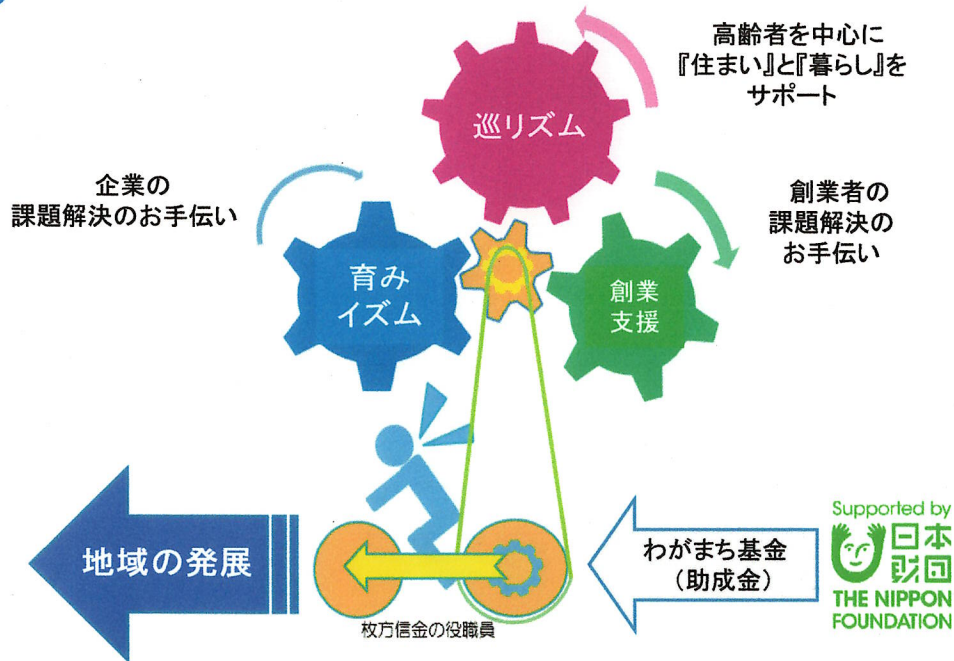 高齢者を中心に
『住まい』と『暮らし』を
サポート
巡リズム
企業の
課題解決のお手伝い
創業者の
課題解決の
お手伝い
育み
イズム
創業
支援
地域の発展
わがまち基金
(助成金)
枚方信金の役職員
Supported by
日本
財団
THE NIPPON
FOUNDATION